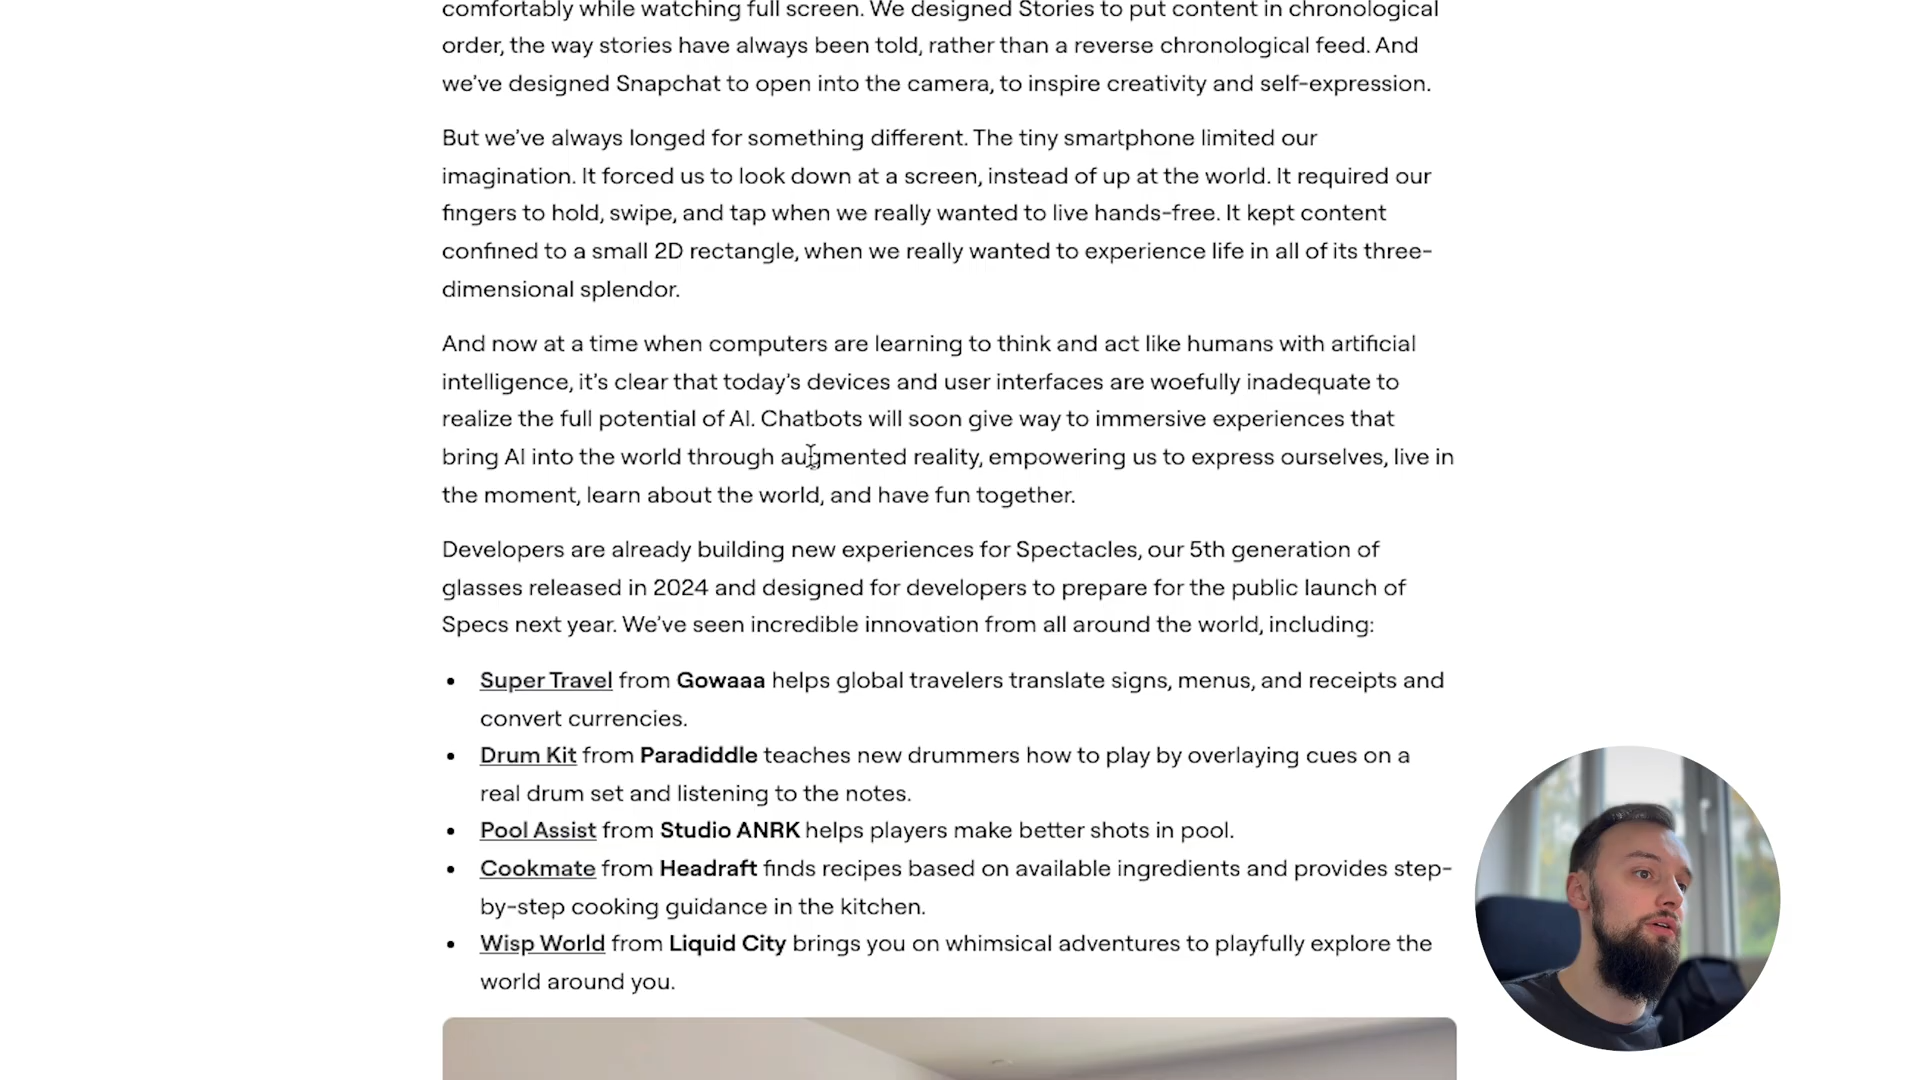 comfortably while watching full screen. We designed Stories to put content in chronological
order, the way stories have always been told, rather than a reverse chronological feed. And
we’ve designed Snapchat to open into the camera, to inspire creativity and self-expression.
But we’ve always longed for something different. The tiny smartphone limited our
imagination. It forced us to look down at a screen, instead of up at the world. It required our
fingers to hold, swipe, and tap when we really wanted to live hands-free. It kept content
confined to a small 2D rectangle, when we really wanted to experience life in all of its three-
dimensional splendor.
And now at a time when computers are learning to think and act like humans with artificial
intelligence, it’s clear that today’s devices and user interfaces are woefully inadequate to
realize the full potential of AI. Chatbots will soon give way to immersive experiences that
bring AI into the world through augmented reality, empowering us to express ourselves, live in
the moment, learn about the world, and have fun together.
Developers are already building new experiences for Spectacles, our 5th generation of
glasses released in 2024 and designed for developers to prepare for the public launch of
Specs next year. We’ve seen incredible innovation from all around the world, including:
• Super Travel from Gowaaa helps global travelers translate signs, menus, and receipts and
convert currencies.
• Drum Kit from Paradiddle teaches new drummers how to play by overlaying cues on a
real drum set and listening to the notes.
• Pool Assist from Studio ANRK helps players make better shots in pool.
• Cookmate from Headraft finds recipes based on available ingredients and provides step-
by-step cooking guidance in the kitchen.
• Wisp World from Liquid City brings you on whimsical adventures to playfully explore the
world around you.